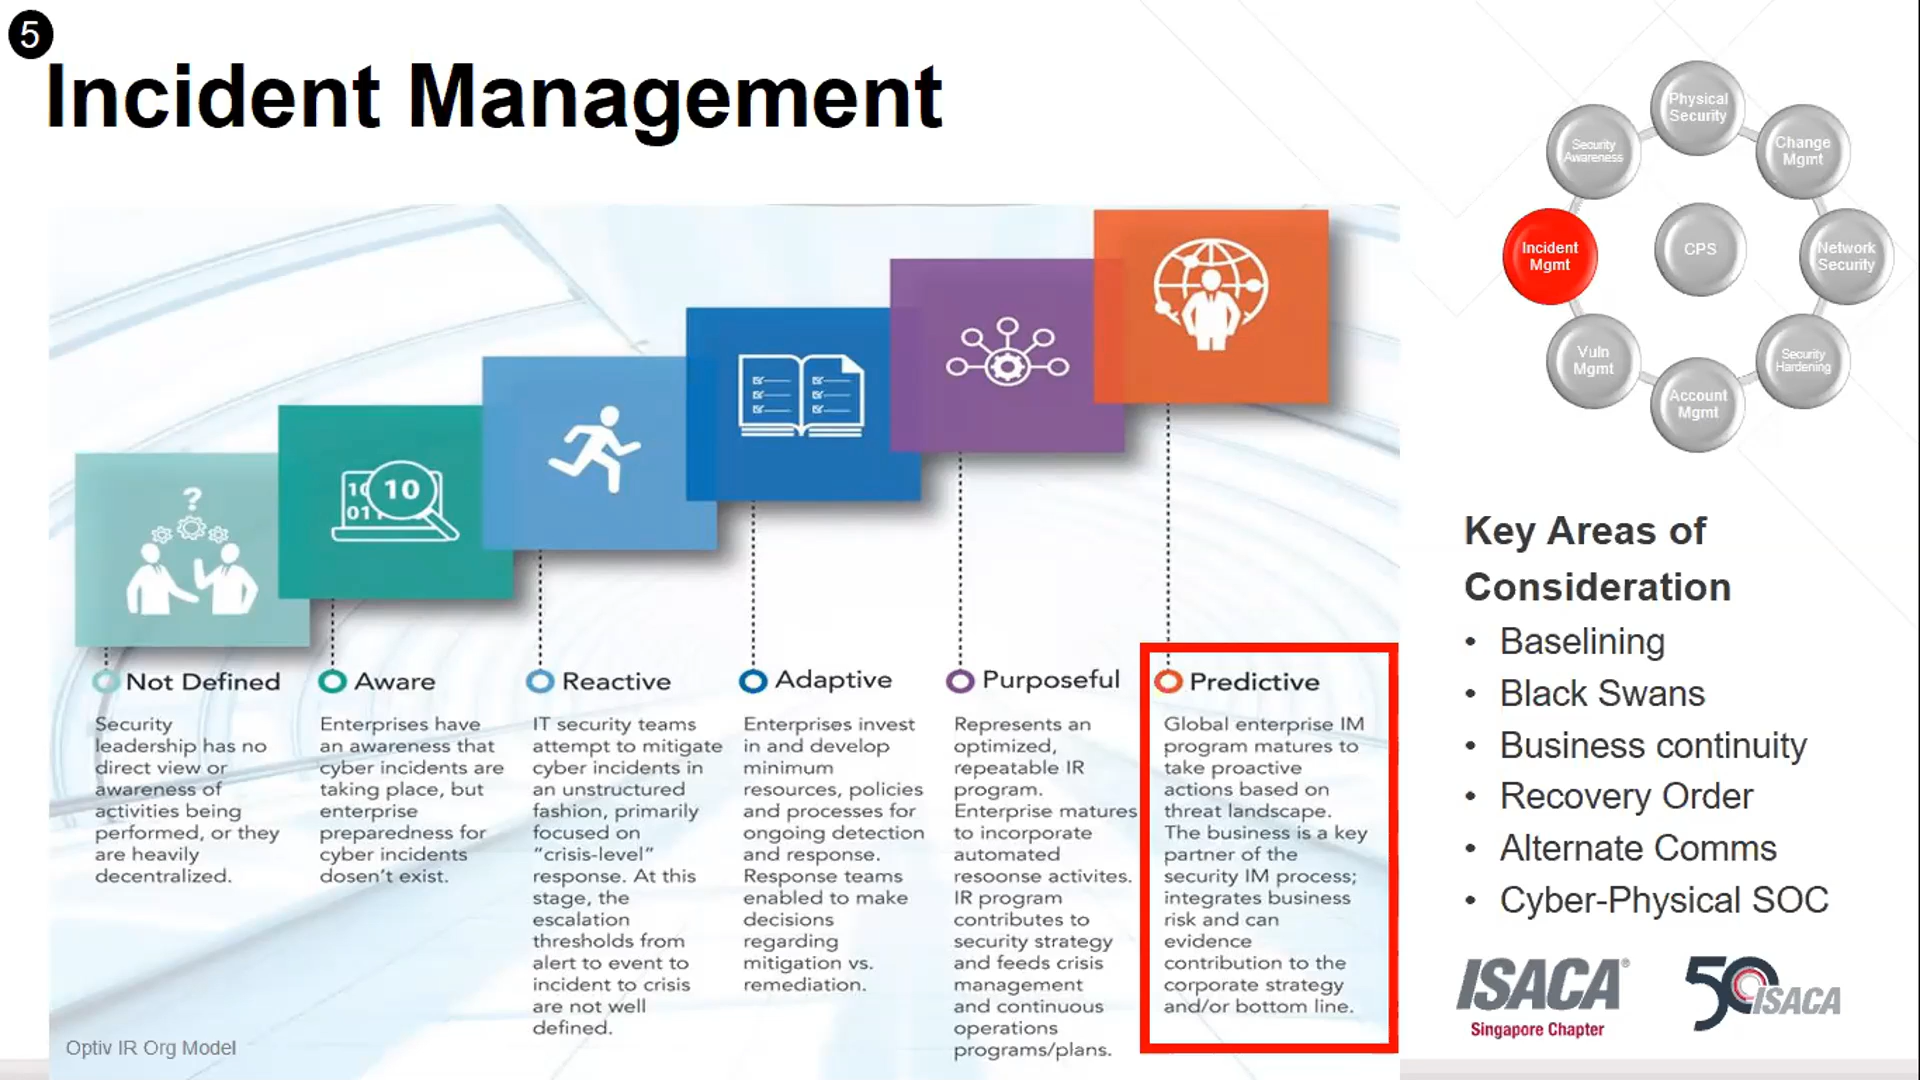 5
Incident Management
Physical
Security
Security
Awareness
Change
Mgmt
Incident
Mgmt
CPS
Network
Security
Vuln
Mgmt
Security
Hardening
Account
Mgmt
?
10
011
10
Not Defined
Security
leadership has no
direct view or
awareness of
activities being
performed, or they
are heavily
decentralized.
Aware
Enterprises have
an awareness that
cyber incidents are
taking place, but
enterprise
preparedness for
cyber incidents
dosen't exist.
Reactive
IT security teams
attempt to mitigate
cyber incidents in
an unstructured
fashion, primarily
focused on
“crisis-level”
response. At this
stage, the
escalation
thresholds from
alert to event to
incident to crisis
are not well
defined.
Adaptive
Enterprises invest
in and develop
minimum
resources, policies
and processes for
ongoing detection
and response.
Response teams
enabled to make
decisions
regarding
mitigation vs.
remediation.
Purposeful
Represents an
optimized,
repeatable IR
program.
Enterprise matures
to incorporate
automated
resoonse activites.
IR program
contributes to
security strategy
and feeds crisis
management
and continuous
operations
programs/plans.
Predictive
Global enterprise IM
program matures to
take proactive
actions based on
threat landscape.
The business is a key
partner of the
security IM process;
integrates business
risk and can
evidence
contribution to the
corporate strategy
and/or bottom line.
Optiv IR Org Model
Key Areas of
Consideration
• Baselining
• Black Swans
• Business continuity
• Recovery Order
• Alternate Comms
• Cyber-Physical SOC
ISACA®
Singapore Chapter
50 ISACA